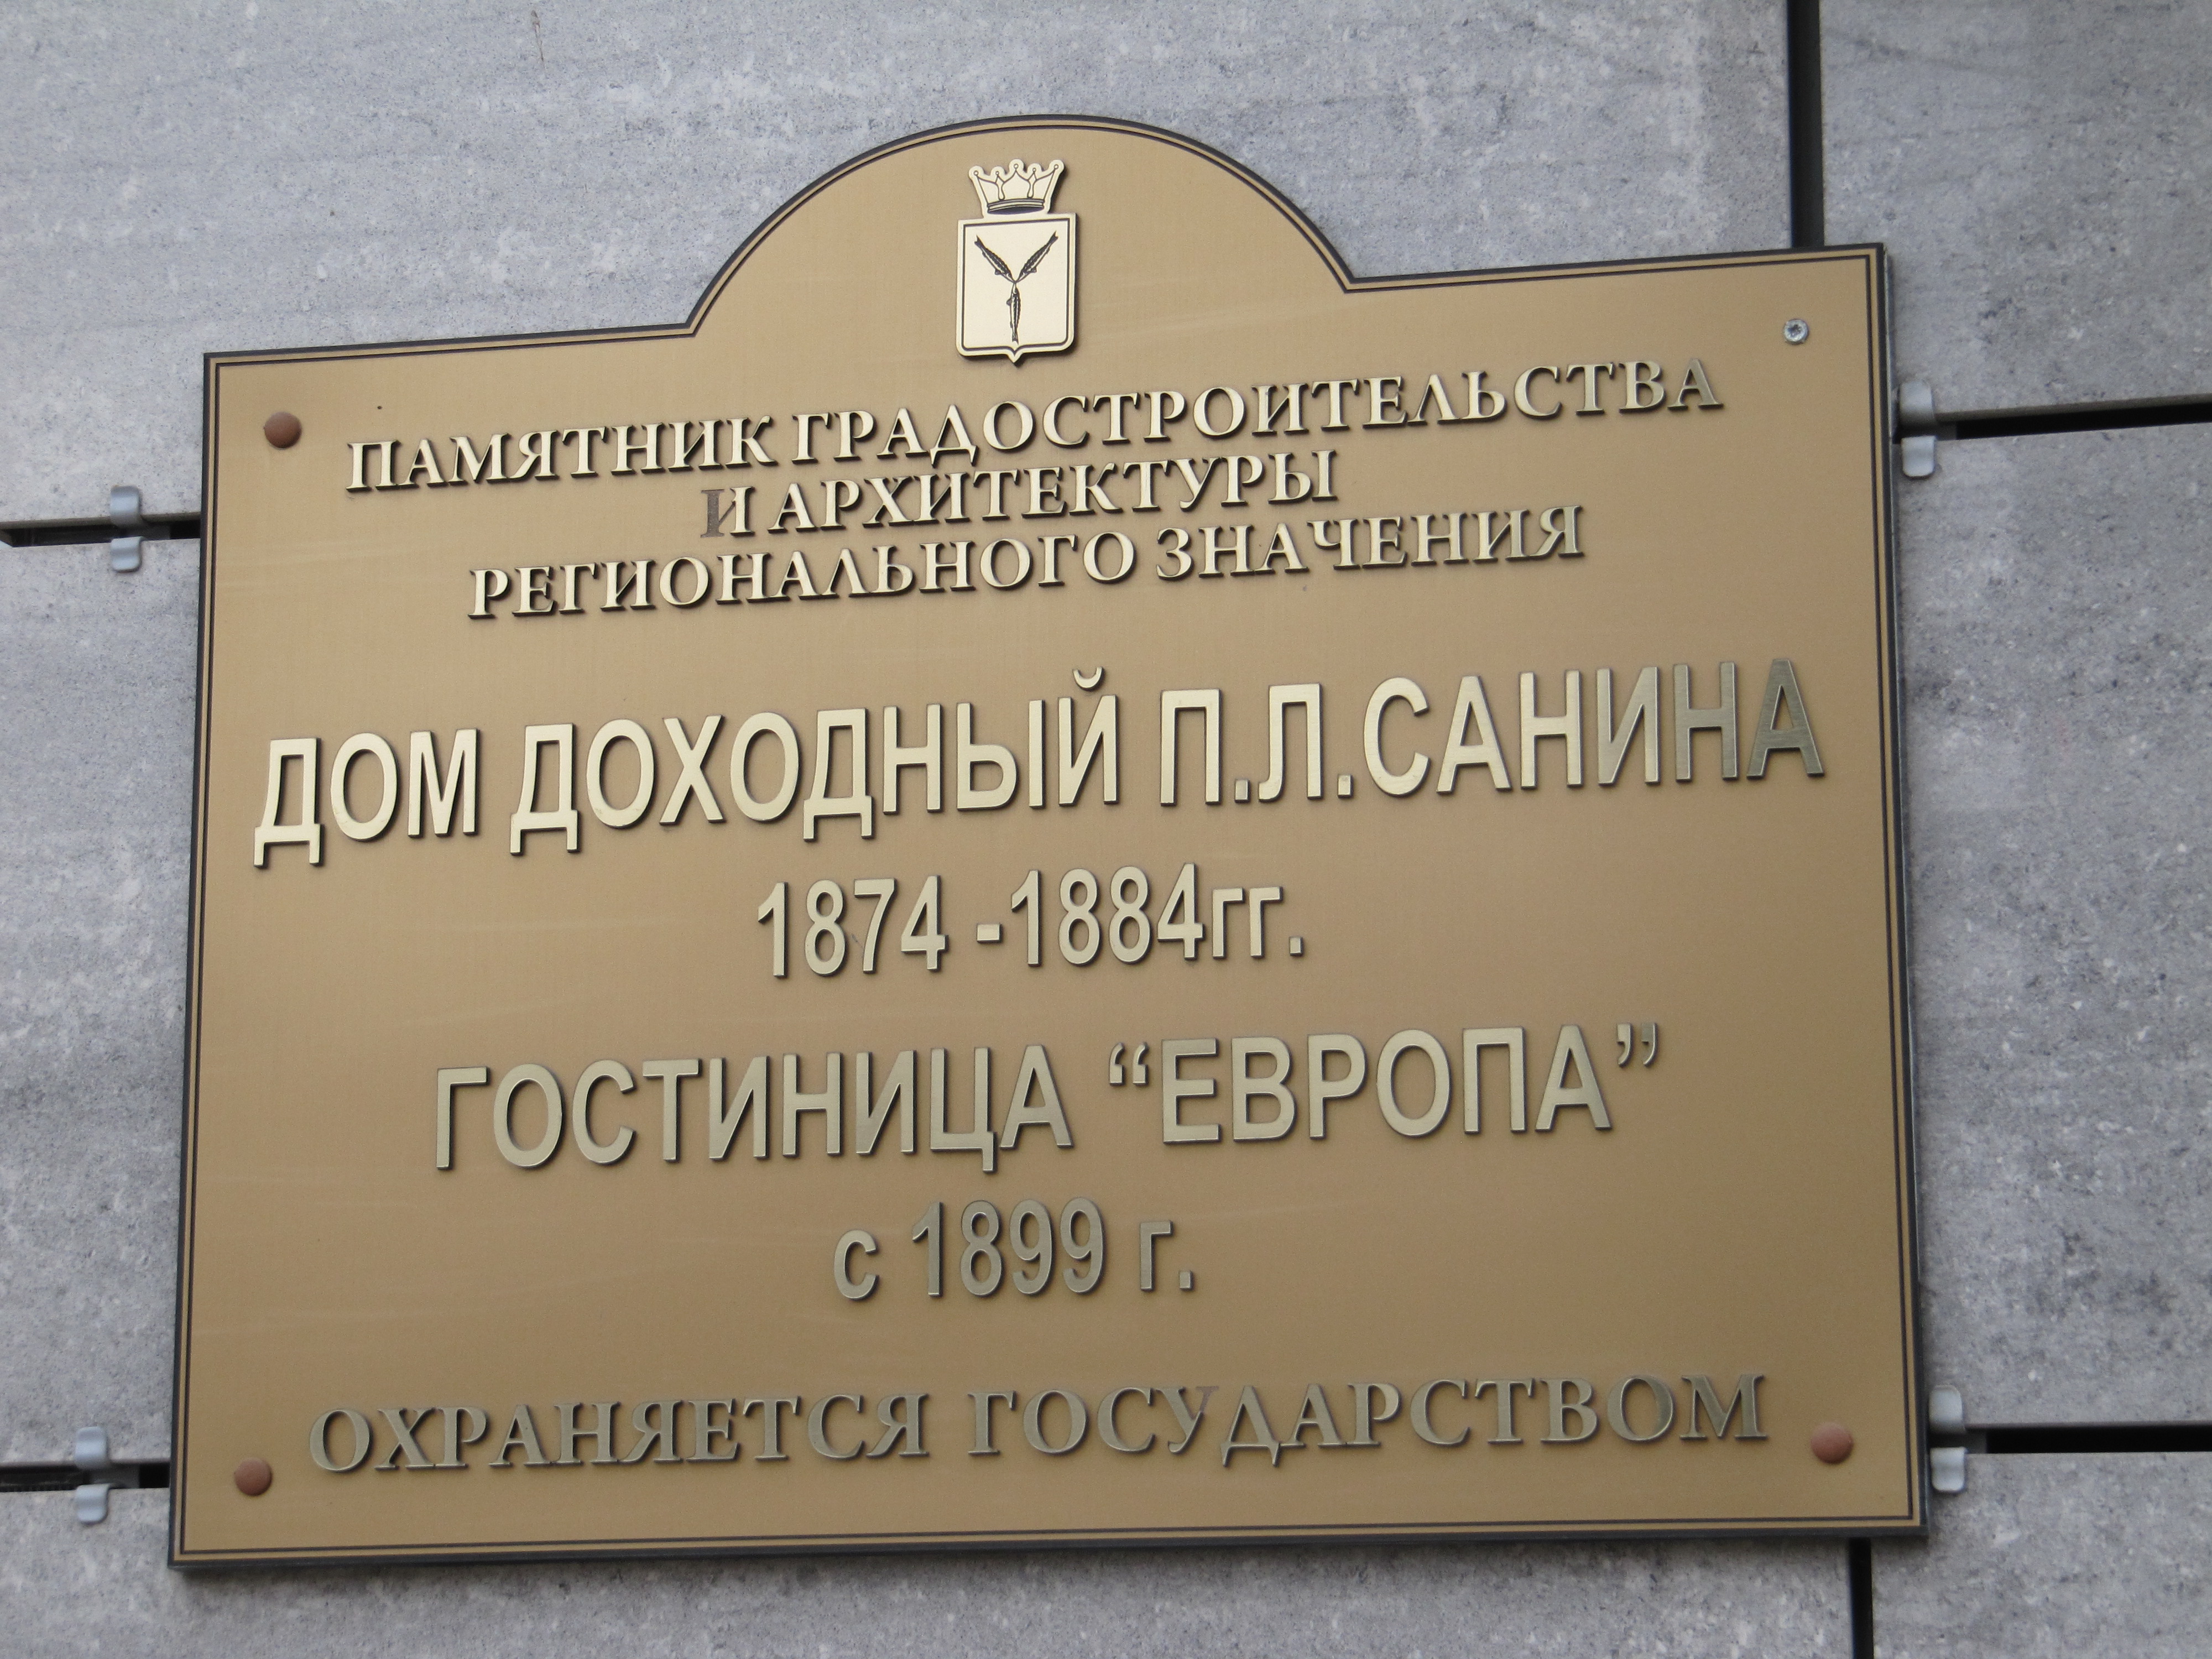 ПАМЯТНИК ГРАДОСТРОИТЕЛЬСТВА
И АРХИТЕКТУРЫ
РЕГИОНАЛЬНОГО ЗНАЧЕНИЯ
ДОМ ДОХОДНЫЙ П.Л.САНИНА
1874 -1884гг.
ГОСТИНИЦА “ЕВРОПА”
с 1899 г.
ОХРАНЯЕТСЯ ГОСУДАРСТВОМ